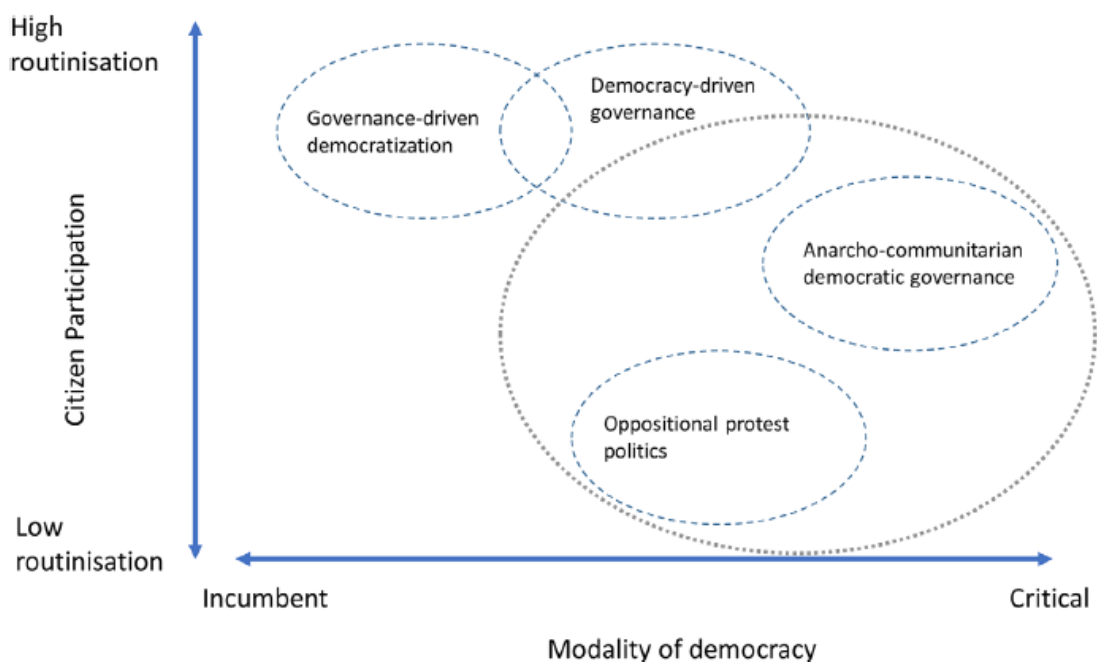 High
routinisation
Democracy-driven
governance
Governance-driven
democratization
Anarcho-communitarian
democratic governance
Citizen Participation
Oppositional protest
politics
Low
routinisation
Incumbent
Critical
Modality of democracy